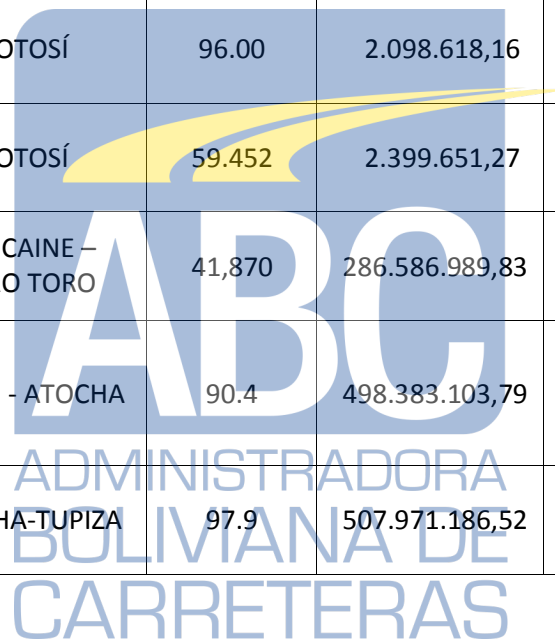 OTOSÍ 96.00 2.098.618,16
OTOSÍ 59.452 2.399.651,27
CAINE –
O TORO 41,870 286.586.989,83
- ATOCHA 90.4 498.383.103,79
HA-TUPIZA 97.9 507.971.186,52
ABC
ADMINISTRADORA
BOLIVIANA DE
CARRETERAS